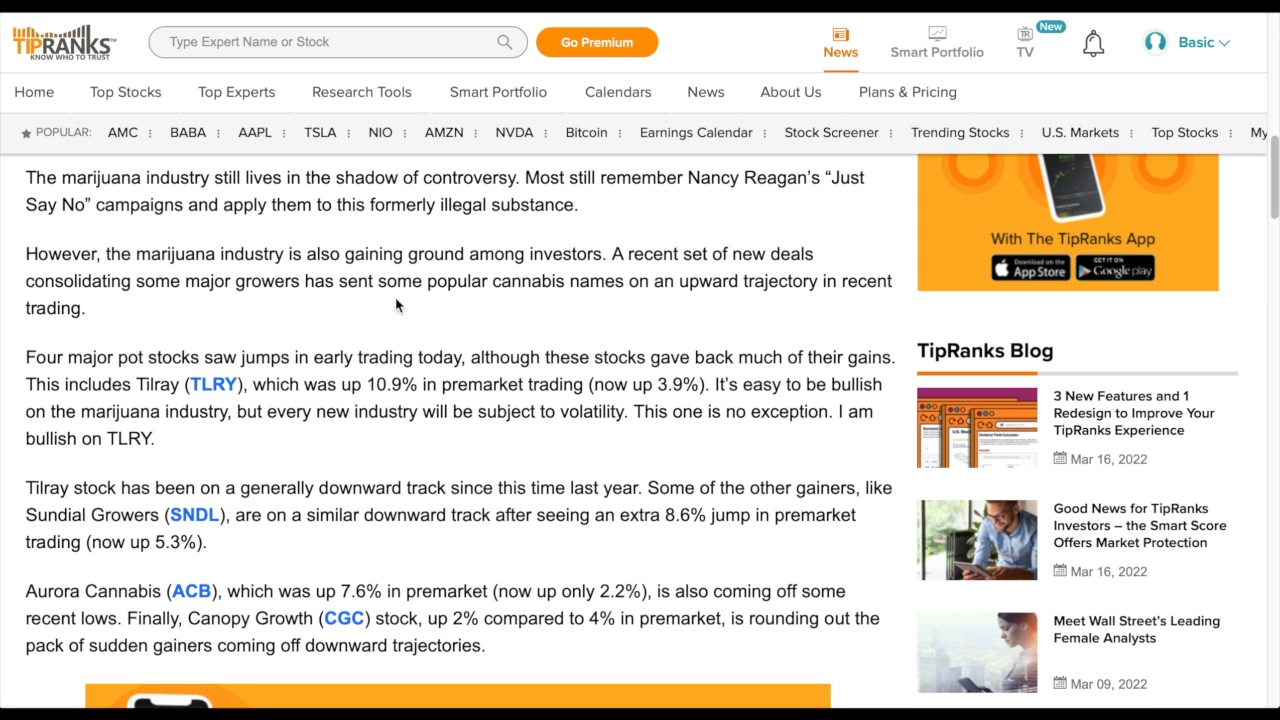 TIPRANKS
KNOW WHO TO TRUST
Type Expert Name or Stock
Go Premium
News
Smart Portfolio
TR
TV
New
Basic
Home
Top Stocks
Top Experts
Research Tools
Smart Portfolio
Calendars
News
About Us
Plans & Pricing
POPULAR: AMC BABA AAPL TSLA NIO AMZN NVDA Bitcoin Earnings Calendar Stock Screener Trending Stocks U.S. Markets Top Stocks My
The marijuana industry still lives in the shadow of controversy. Most still remember Nancy Reagan’s “Just
Say No” campaigns and apply them to this formerly illegal substance.
However, the marijuana industry is also gaining ground among investors. A recent set of new deals
consolidating some major growers has sent some popular cannabis names on an upward trajectory in recent
trading.
Four major pot stocks saw jumps in early trading today, although these stocks gave back much of their gains.
This includes Tilray (TLRY), which was up 10.9% in premarket trading (now up 3.9%). It’s easy to be bullish
on the marijuana industry, but every new industry will be subject to volatility. This one is no exception. I am
bullish on TLRY.
Tilray stock has been on a generally downward track since this time last year. Some of the other gainers, like
Sundial Growers (SNDL), are on a similar downward track after seeing an extra 8.6% jump in premarket
trading (now up 5.3%).
Aurora Cannabis (ACB), which was up 7.6% in premarket (now up only 2.2%), is also coming off some
recent lows. Finally, Canopy Growth (CGC) stock, up 2% compared to 4% in premarket, is rounding out the
pack of sudden gainers coming off downward trajectories.
With The TipRanks App
Download on the
App Store
GET IT ON
Google play
TipRanks Blog
3 New Features and 1
Redesign to Improve Your
TipRanks Experience
Mar 16, 2022
Good News for TipRanks
Investors – the Smart Score
Offers Market Protection
Mar 16, 2022
Meet Wall Street’s Leading
Female Analysts
Mar 09, 2022